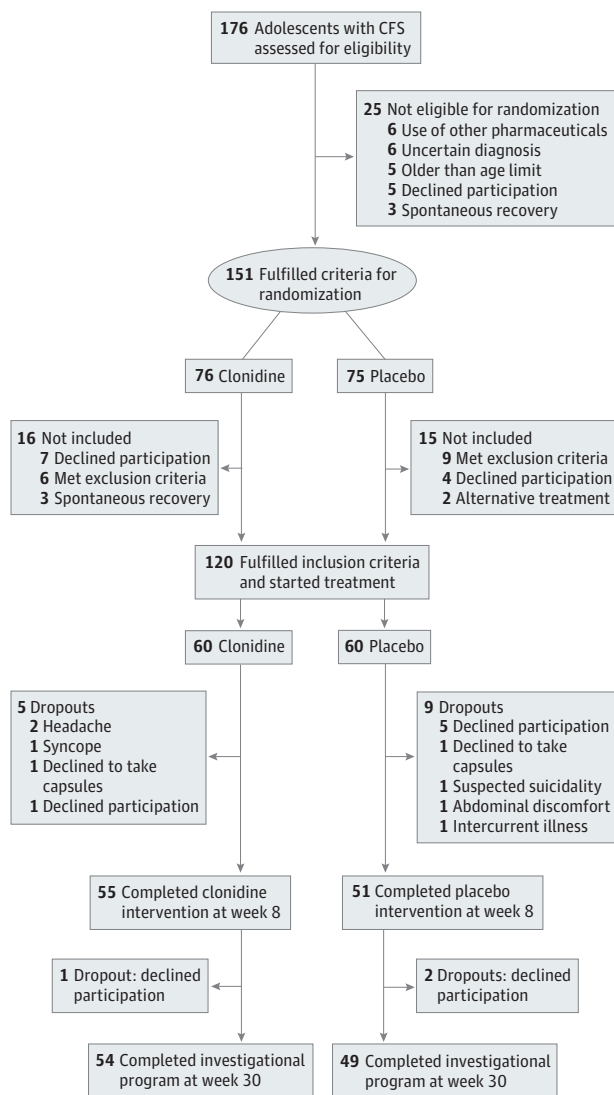 176 Adolescents with CFS
assessed for eligibility
25 Not eligible for randomization
6 Use of other pharmaceuticals
6 Uncertain diagnosis
5 Older than age limit
5 Declined participation
3 Spontaneous recovery
151 Fulfilled criteria for
randomization
76 Clonidine
75 Placebo
16 Not included
7 Declined participation
6 Met exclusion criteria
3 Spontaneous recovery
15 Not included
9 Met exclusion criteria
4 Declined participation
2 Alternative treatment
120 Fulfilled inclusion criteria
and started treatment
60 Clonidine
60 Placebo
5 Dropouts
2 Headache
1 Syncope
1 Declined to take
capsules
1 Declined participation
9 Dropouts
5 Declined participation
1 Declined to take
capsules
1 Suspected suicidality
1 Abdominal discomfort
1 Intercurrent illness
55 Completed clonidine
intervention at week 8
51 Completed placebo
intervention at week 8
1 Dropout: declined
participation
2 Dropouts: declined
participation
54 Completed investigational
program at week 30
49 Completed investigational
program at week 30